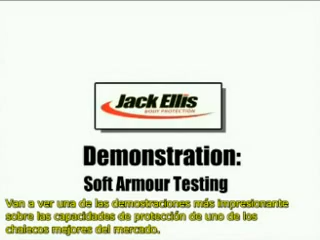 Jack Ellis
BODY PROTECTION
Demonstration:
Soft Armour Testing
Van a ver una de las demostraciones más impresionante
sobre las capacidades de protección de uno de los
chalecos mejores del mercado.